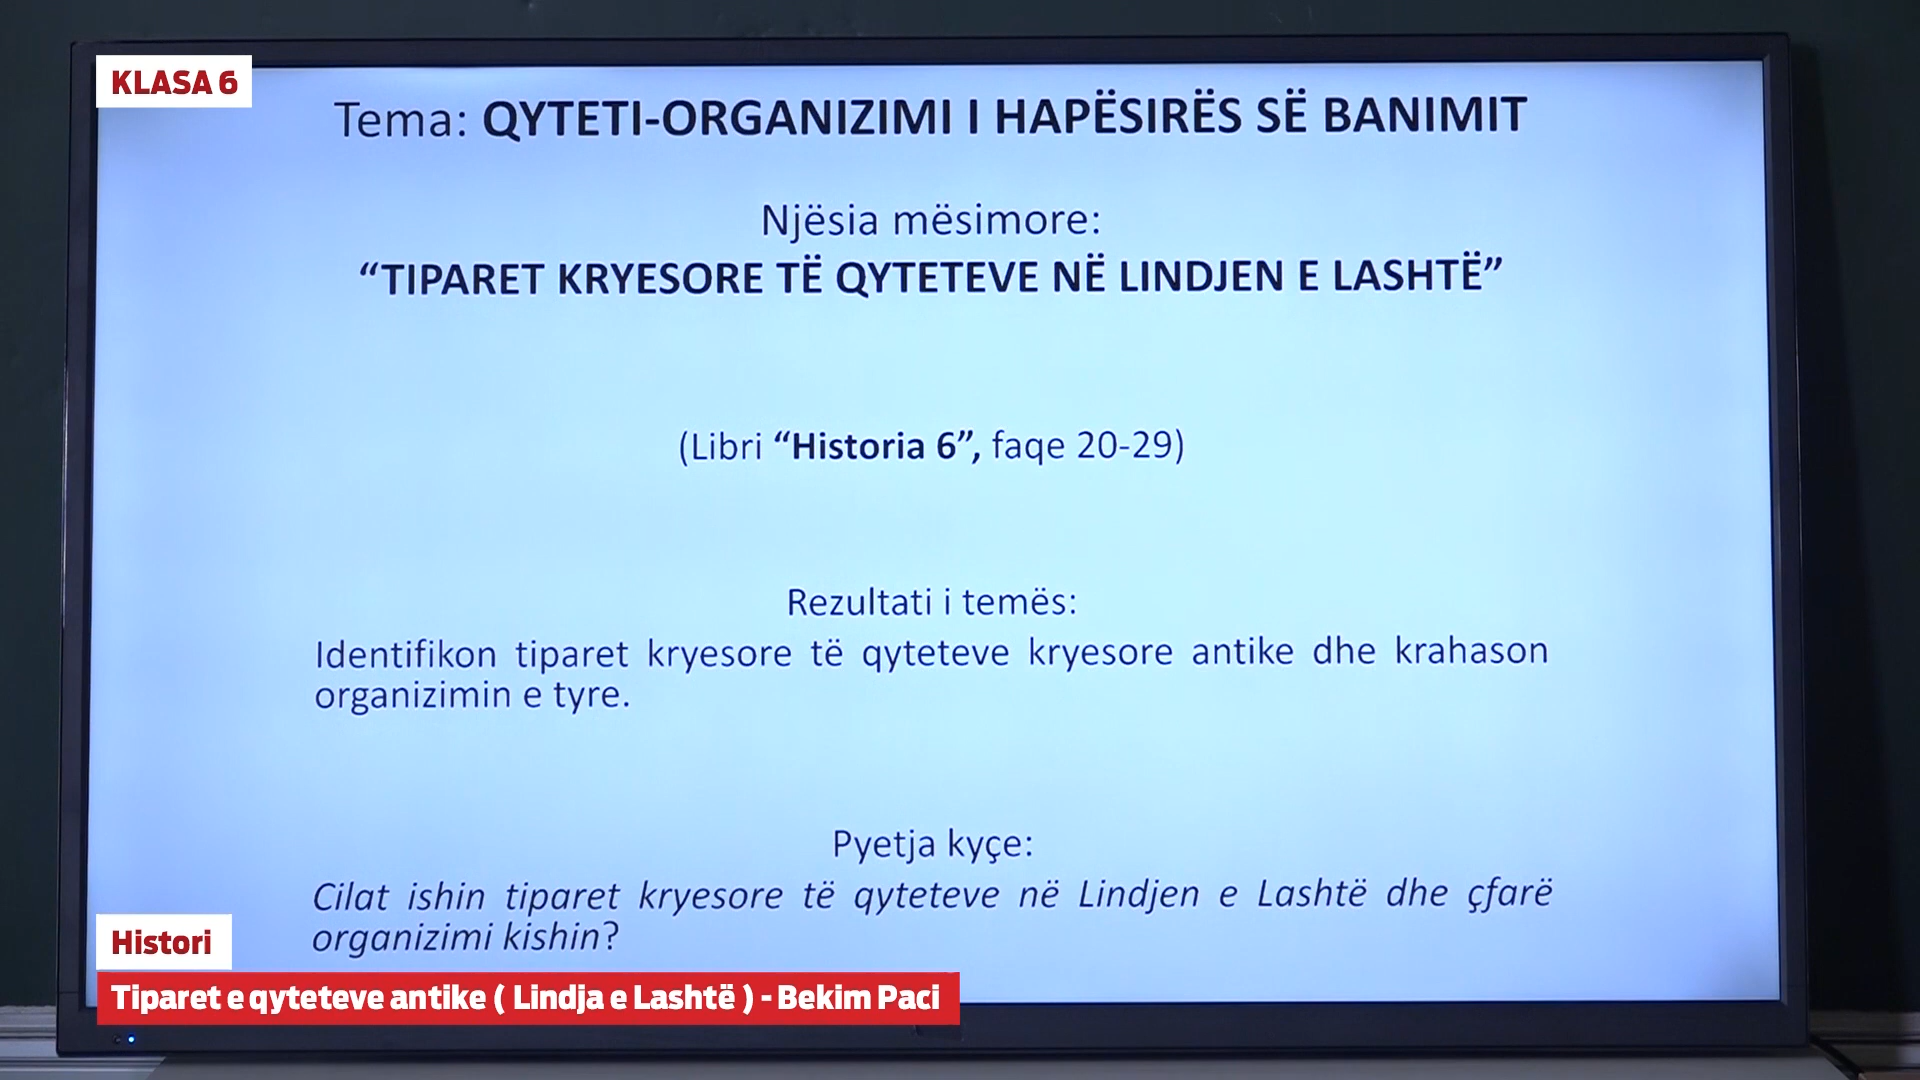 KLASA 6
Tema: QYTETI-ORGANIZIMI I HAPËSIRËS SË BANIMIT
Njësia mësimore:
“TIPARET KRYESORE TË QYTETEVE NË LINDJEN E LASHTË”
(Libri “Historia 6”, faqe 20-29)
Rezultati i temës:
Identifikon tiparet kryesore të qyteteve kryesore antike dhe krahason
organizimin e tyre.
Pyetja kyçe:
Cilat ishin tiparet kryesore të qyteteve në Lindjen e Lashtë dhe çfarë
organizimi kishin?
Histori
Tiparet e qyteteve antike ( Lindja e Lashtë ) - Bekim Paci